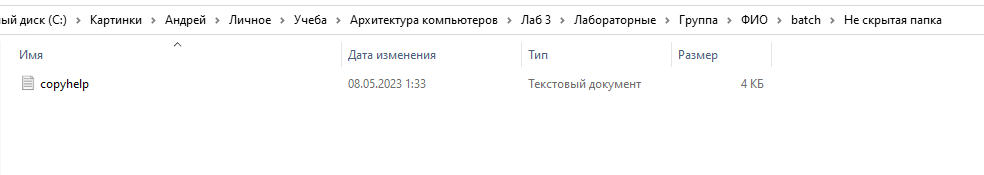 ый диск (C:) > Картинки > Андрей > Личное > Учеба > Архитектура компьютеров > Лаб 3 > Лабораторные > Группа > ФИО > batch > Не скрытая папка
Имя Дата изменения Тип Размер
copyhelp 08.05.2023 1:33 Текстовый документ 4 КБ